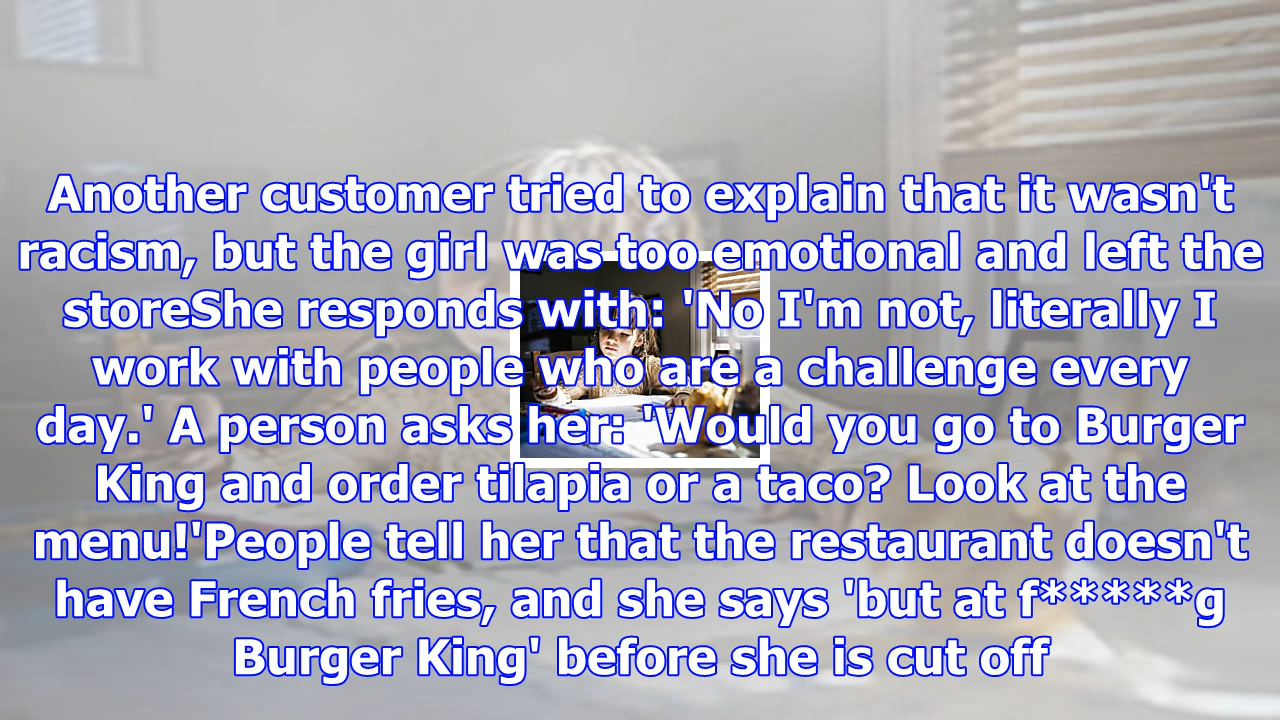 Another customer tried to explain that it wasn't
racism, but the girl was too emotional and left the
storeShe responds with: 'No I'm not, literally I
work with people who are a challenge every
day.' A person asks her: 'Would you go to Burger
King and order tilapia or a taco? Look at the
menu!'People tell her that the restaurant doesn't
have French fries, and she says 'but at f*****g
Burger King' before she is cut off